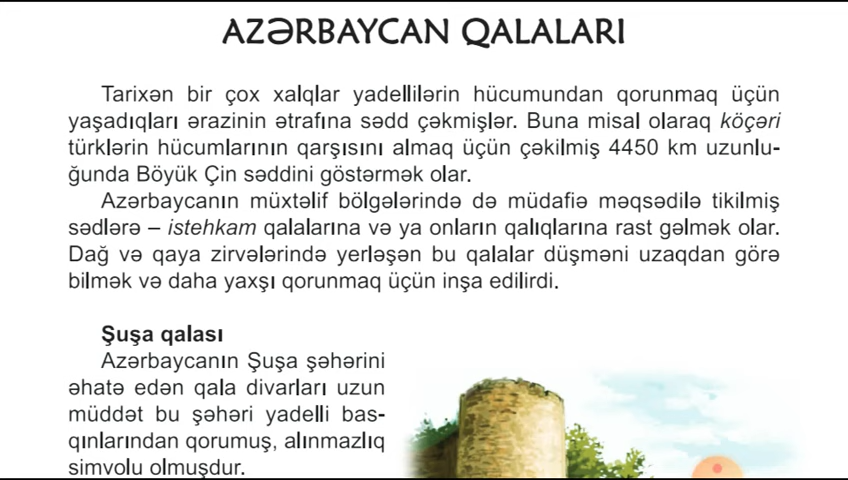 AZƏRBAYCAN QALALARI
Tarixən bir çox xalqlar yadellilərin hücumundan qorunmaq üçün
yaşadıqları ərazinin ətrafına sədd çəkmişlər. Buna misal olaraq köçəri
türklərin hücumlarının qarşısını almaq üçün çəkilmiş 4450 km uzunlu-
ğunda Böyük Çin səddini göstərmək olar.
Azərbaycanın müxtəlif bölgələrində də müdafiə məqsədilə tikilmiş
sədlərə – istehkam qalalarına və ya onların qalıqlarına rast gəlmək olar.
Dağ və qaya zirvələrində yerləşən bu qalalar düşməni uzaqdan görə
bilmək və daha yaxşı qorunmaq üçün inşa edilirdi.
Şuşa qalası
Azərbaycanın Şuşa şəhərini
əhatə edən qala divarları uzun
müddət bu şəhəri yadelli bas-
qınlarından qorumuş, alınmazlıq
simvolu olmuşdur.